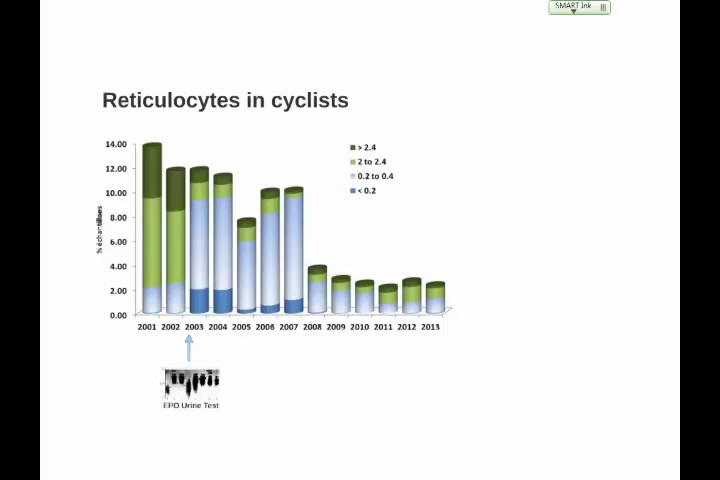 SMART Ink
Reticulocytes in cyclists
14.00
12.00
10.00
8.00
6.00
4.00
2.00
0.00
% échantillons
> 2.4
2 to 2.4
0.2 to 0.4
< 0.2
2001 2002 2003 2004 2005 2006 2007 2008 2009 2010 2011 2012 2013
EPO Urine Test